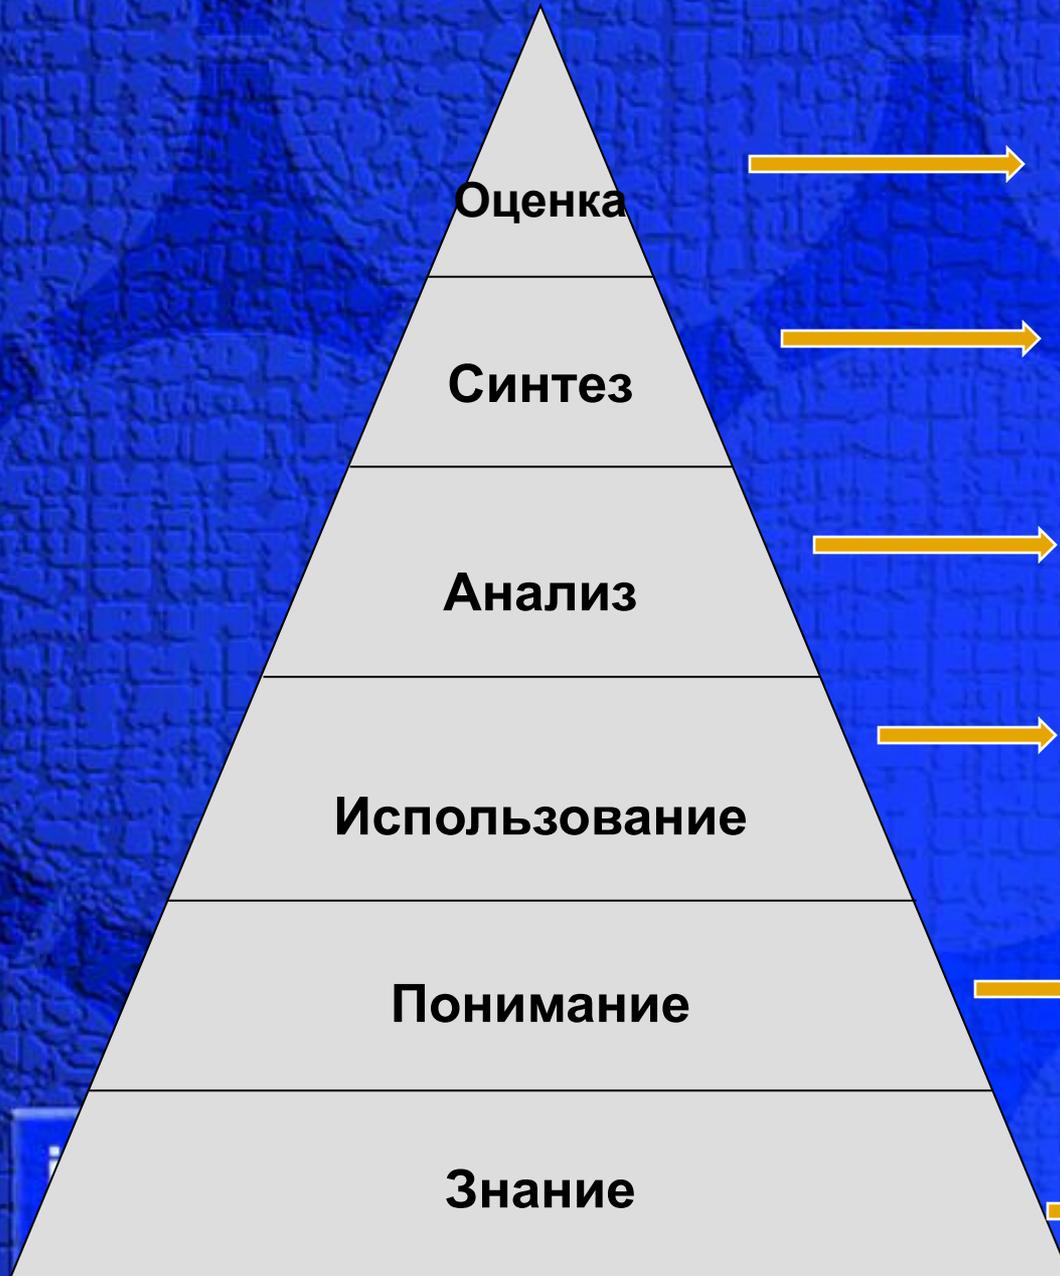 Оценка
Синтез
Анализ
Использование
Понимание
Знание